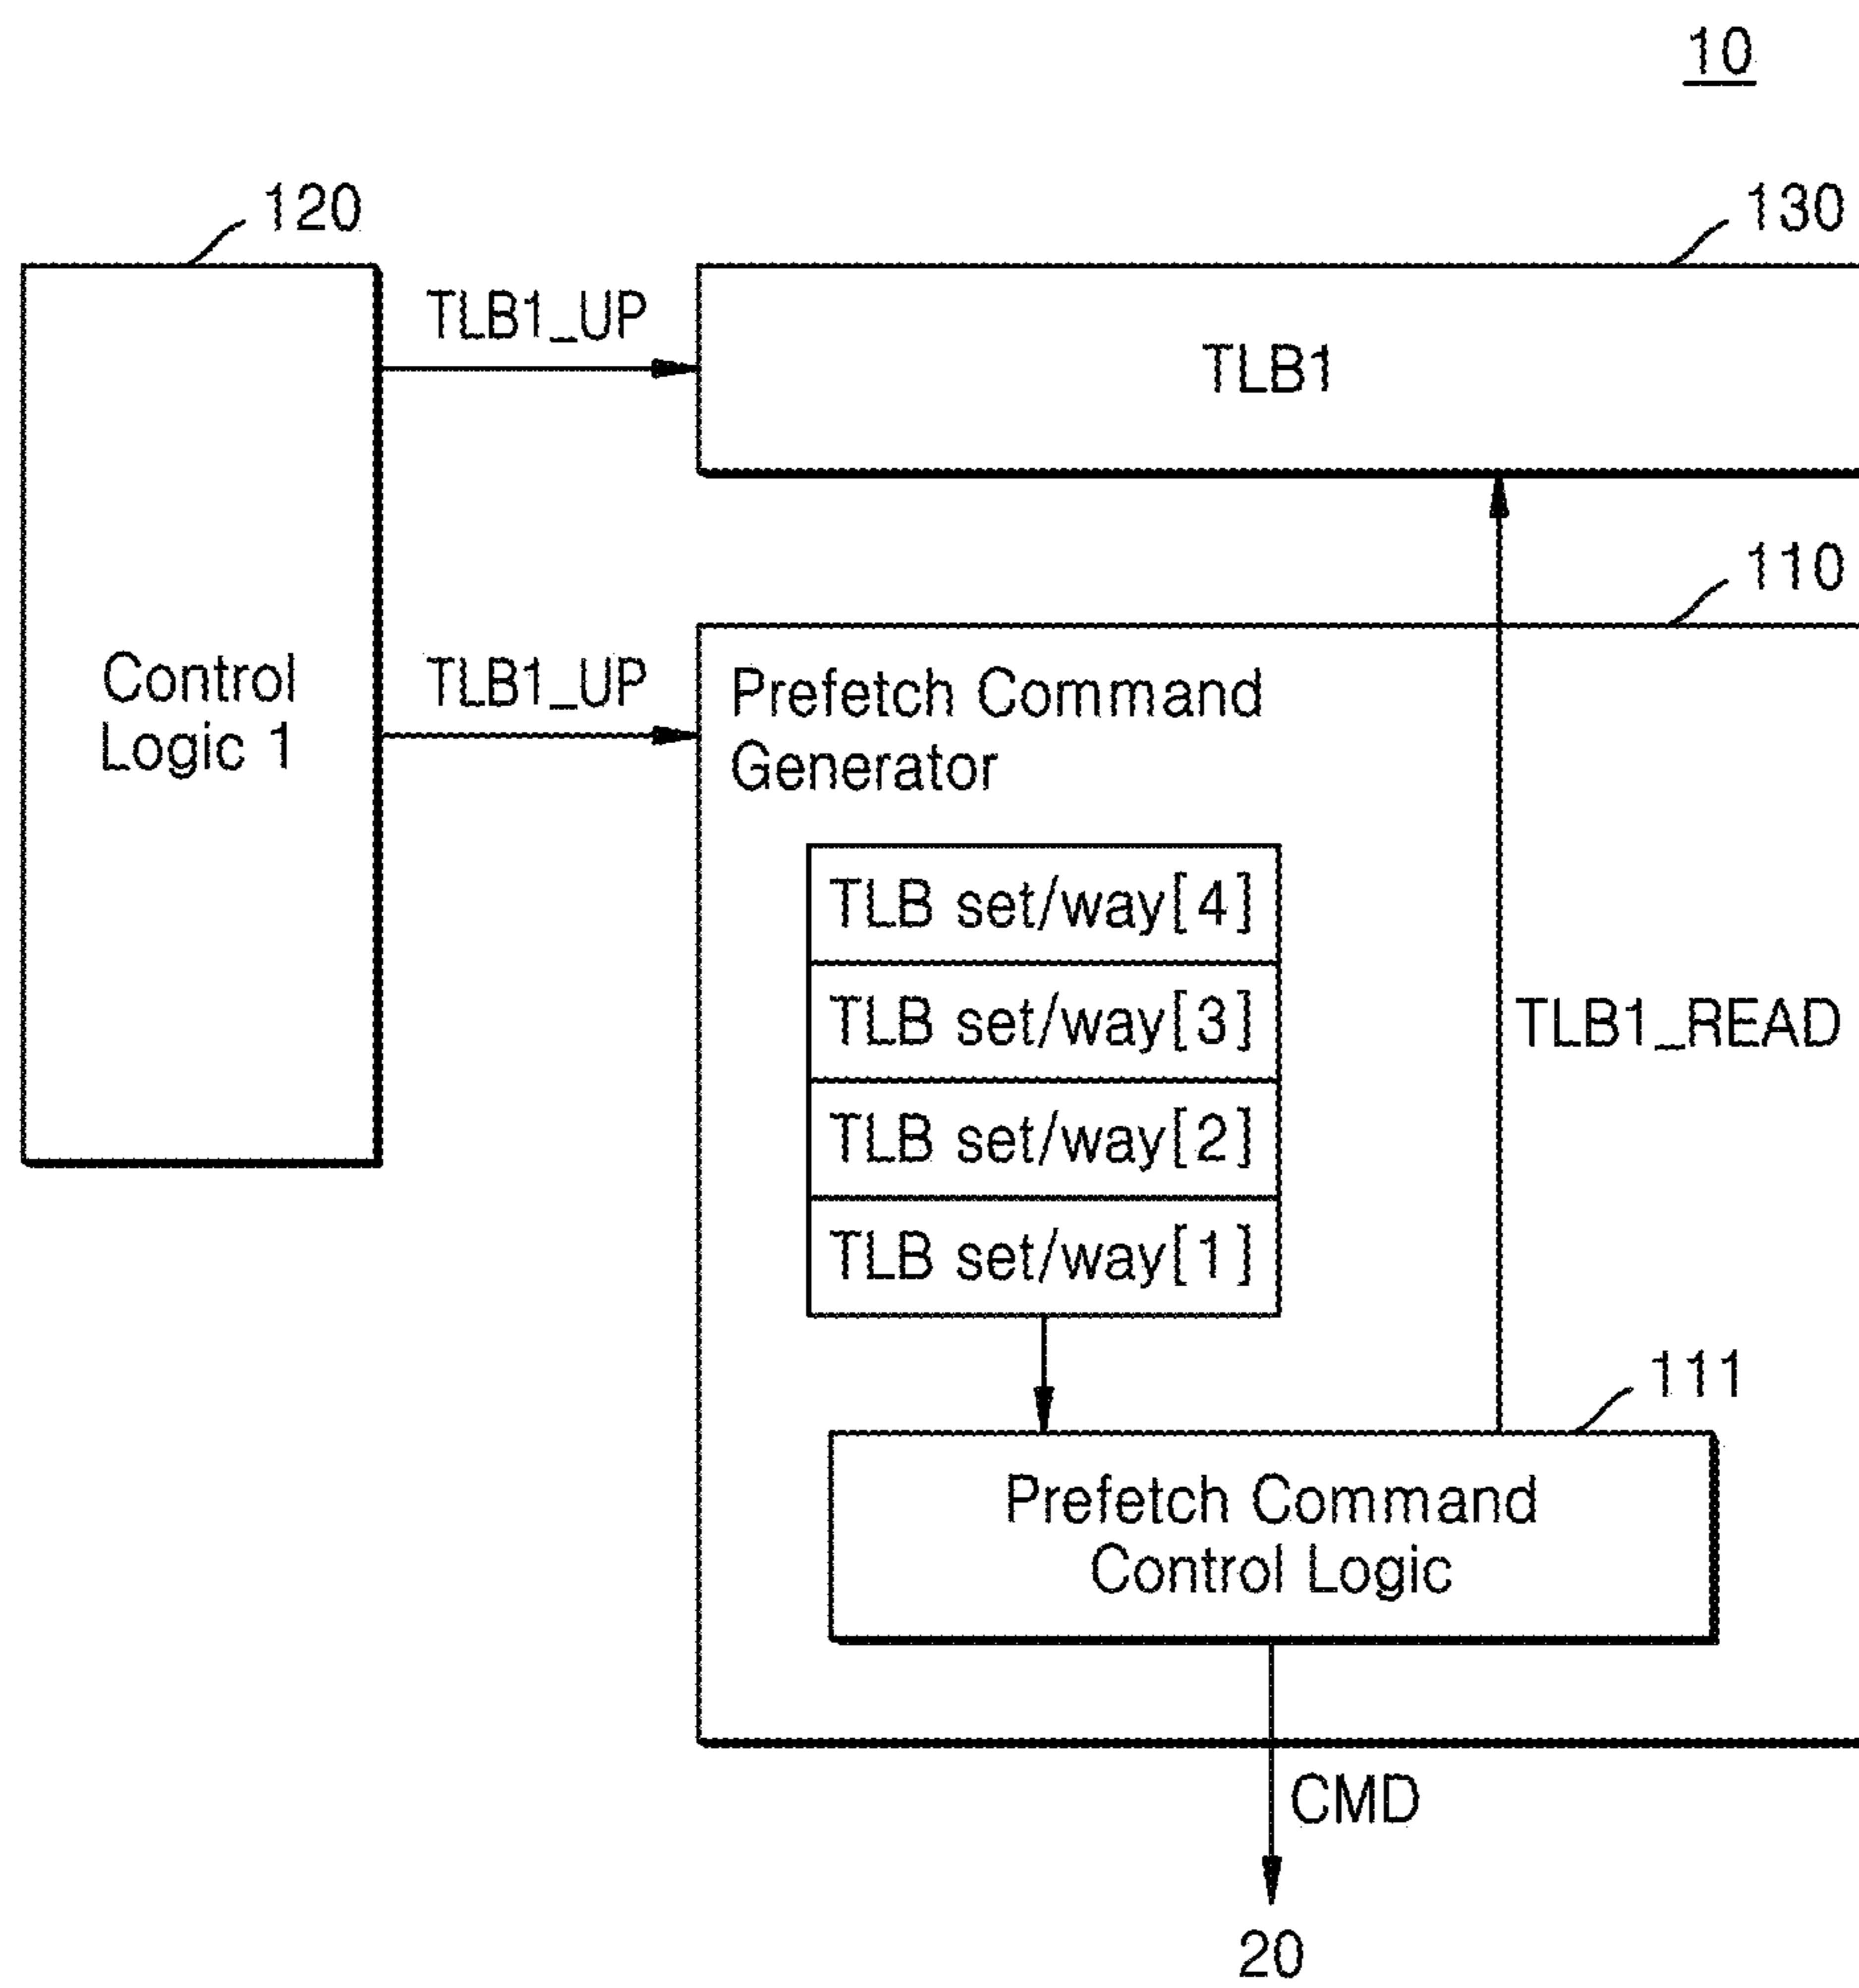 10
120
130
TLB1_UP
TLB1
110
Control
Logic 1
TLB1_UP
Prefetch Command
Generator
TLB set/way[4]
TLB set/way[3]
TLB1_READ
TLB set/way[2]
TLB set/way[1]
111
Prefetch Command
Control Logic
CMD
20